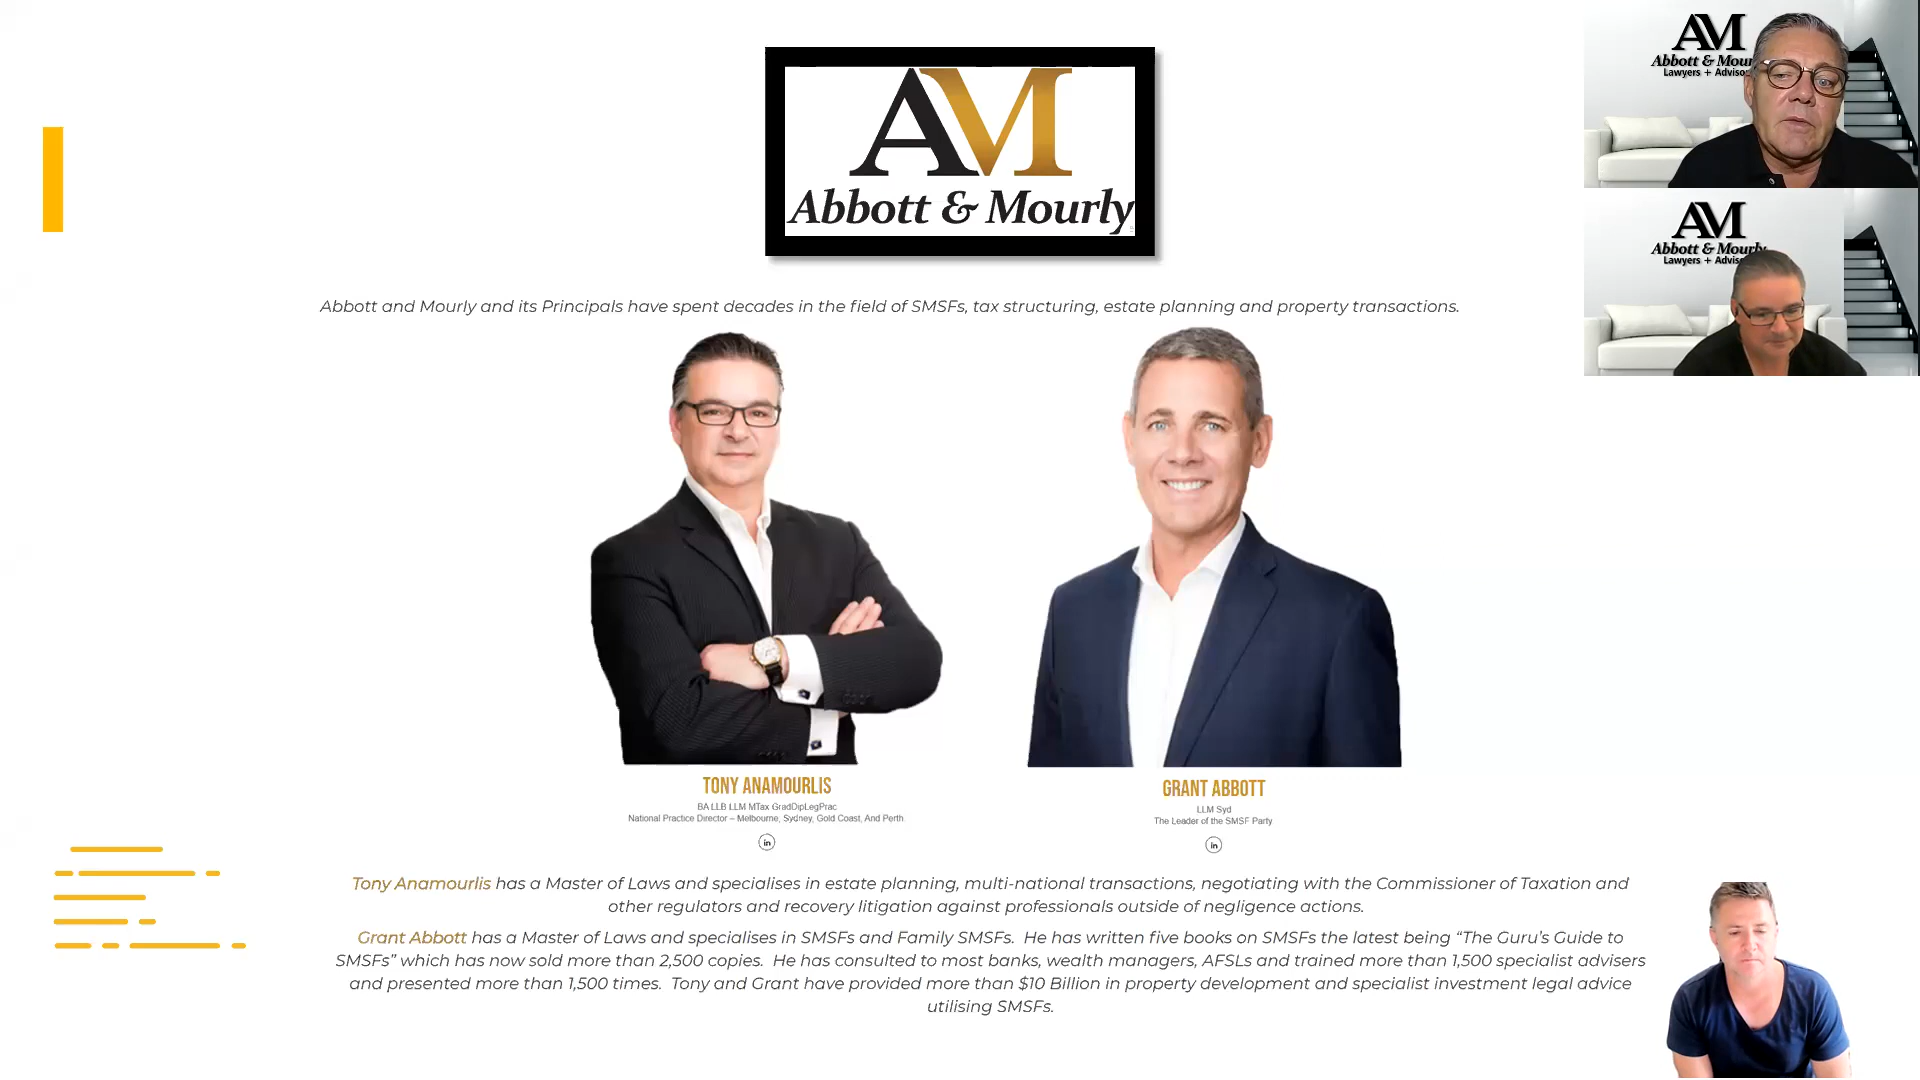 AM
Abbott & Mourly
Abbott and Mourly and its Principals have spent decades in the field of SMSFs, tax structuring, estate planning and property transactions.
AM
Abbott & Mour
Lawyers + Adviso
AM
Abbott & Mourly
Lawyers + Advis
TONY ANAMOURLIS
BA LLB LLM MTax GradDipLegPrac
National Practice Director – Melbourne, Sydney, Gold Coast, And Perth.
in
GRANT ABBOTT
LLM Syd
The Leader of the SMSF Party
in
Tony Anamourlis has a Master of Laws and specialises in estate planning, multi-national transactions, negotiating with the Commissioner of Taxation and
other regulators and recovery litigation against professionals outside of negligence actions.
Grant Abbott has a Master of Laws and specialises in SMSFs and Family SMSFs.  He has written five books on SMSFs the latest being “The Guru’s Guide to
SMSFs” which has now sold more than 2,500 copies.  He has consulted to most banks, wealth managers, AFSLs and trained more than 1,500 specialist advisers
and presented more than 1,500 times.  Tony and Grant have provided more than $10 Billion in property development and specialist investment legal advice
utilising SMSFs.